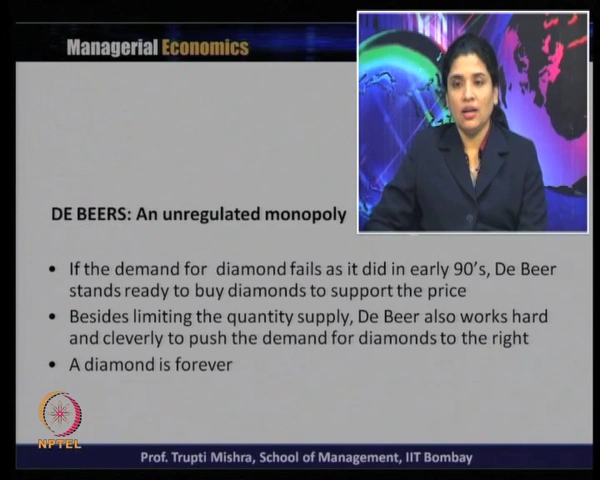 Managerial Economics
DE BEERS: An unregulated monopoly
• If the demand for diamond fails as it did in early 90's, De Beer
stands ready to buy diamonds to support the price
• Besides limiting the quantity supply, De Beer also works hard
and cleverly to push the demand for diamonds to the right
• A diamond is forever
NPTEL
Prof. Trupti Mishra, School of Management, IIT Bombay